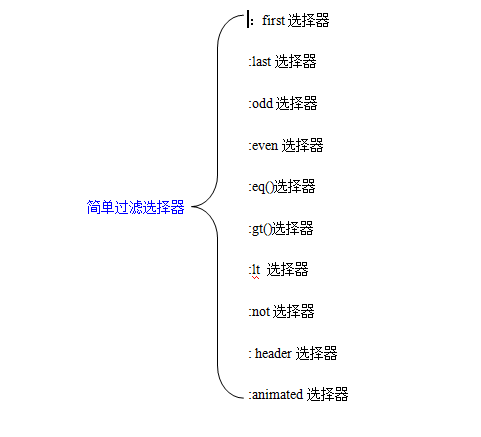 ：first 选择器
:last 选择器
:odd 选择器
:even 选择器
:eq()选择器
简单过滤选择器
:gt()选择器
:lt 选择器
:not 选择器
: header 选择器
:animated 选择器